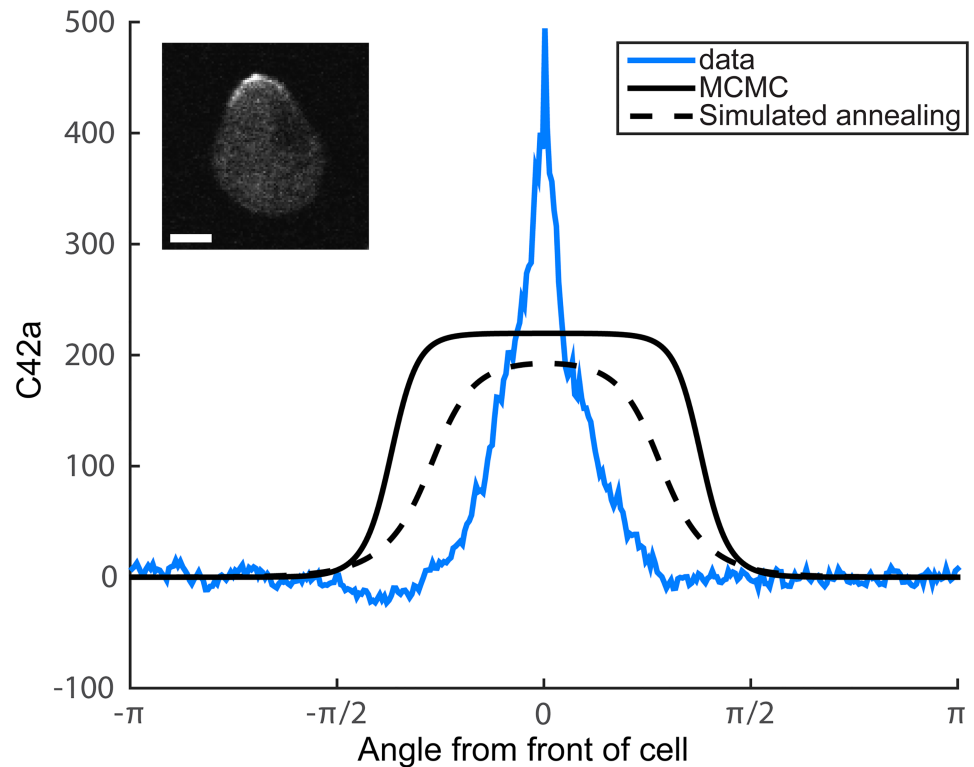 500
400
300
200
100
0
-100
C42a
data
MCMC
Simulated annealing
-π
-π/2
0
π/2
π
Angle from front of cell